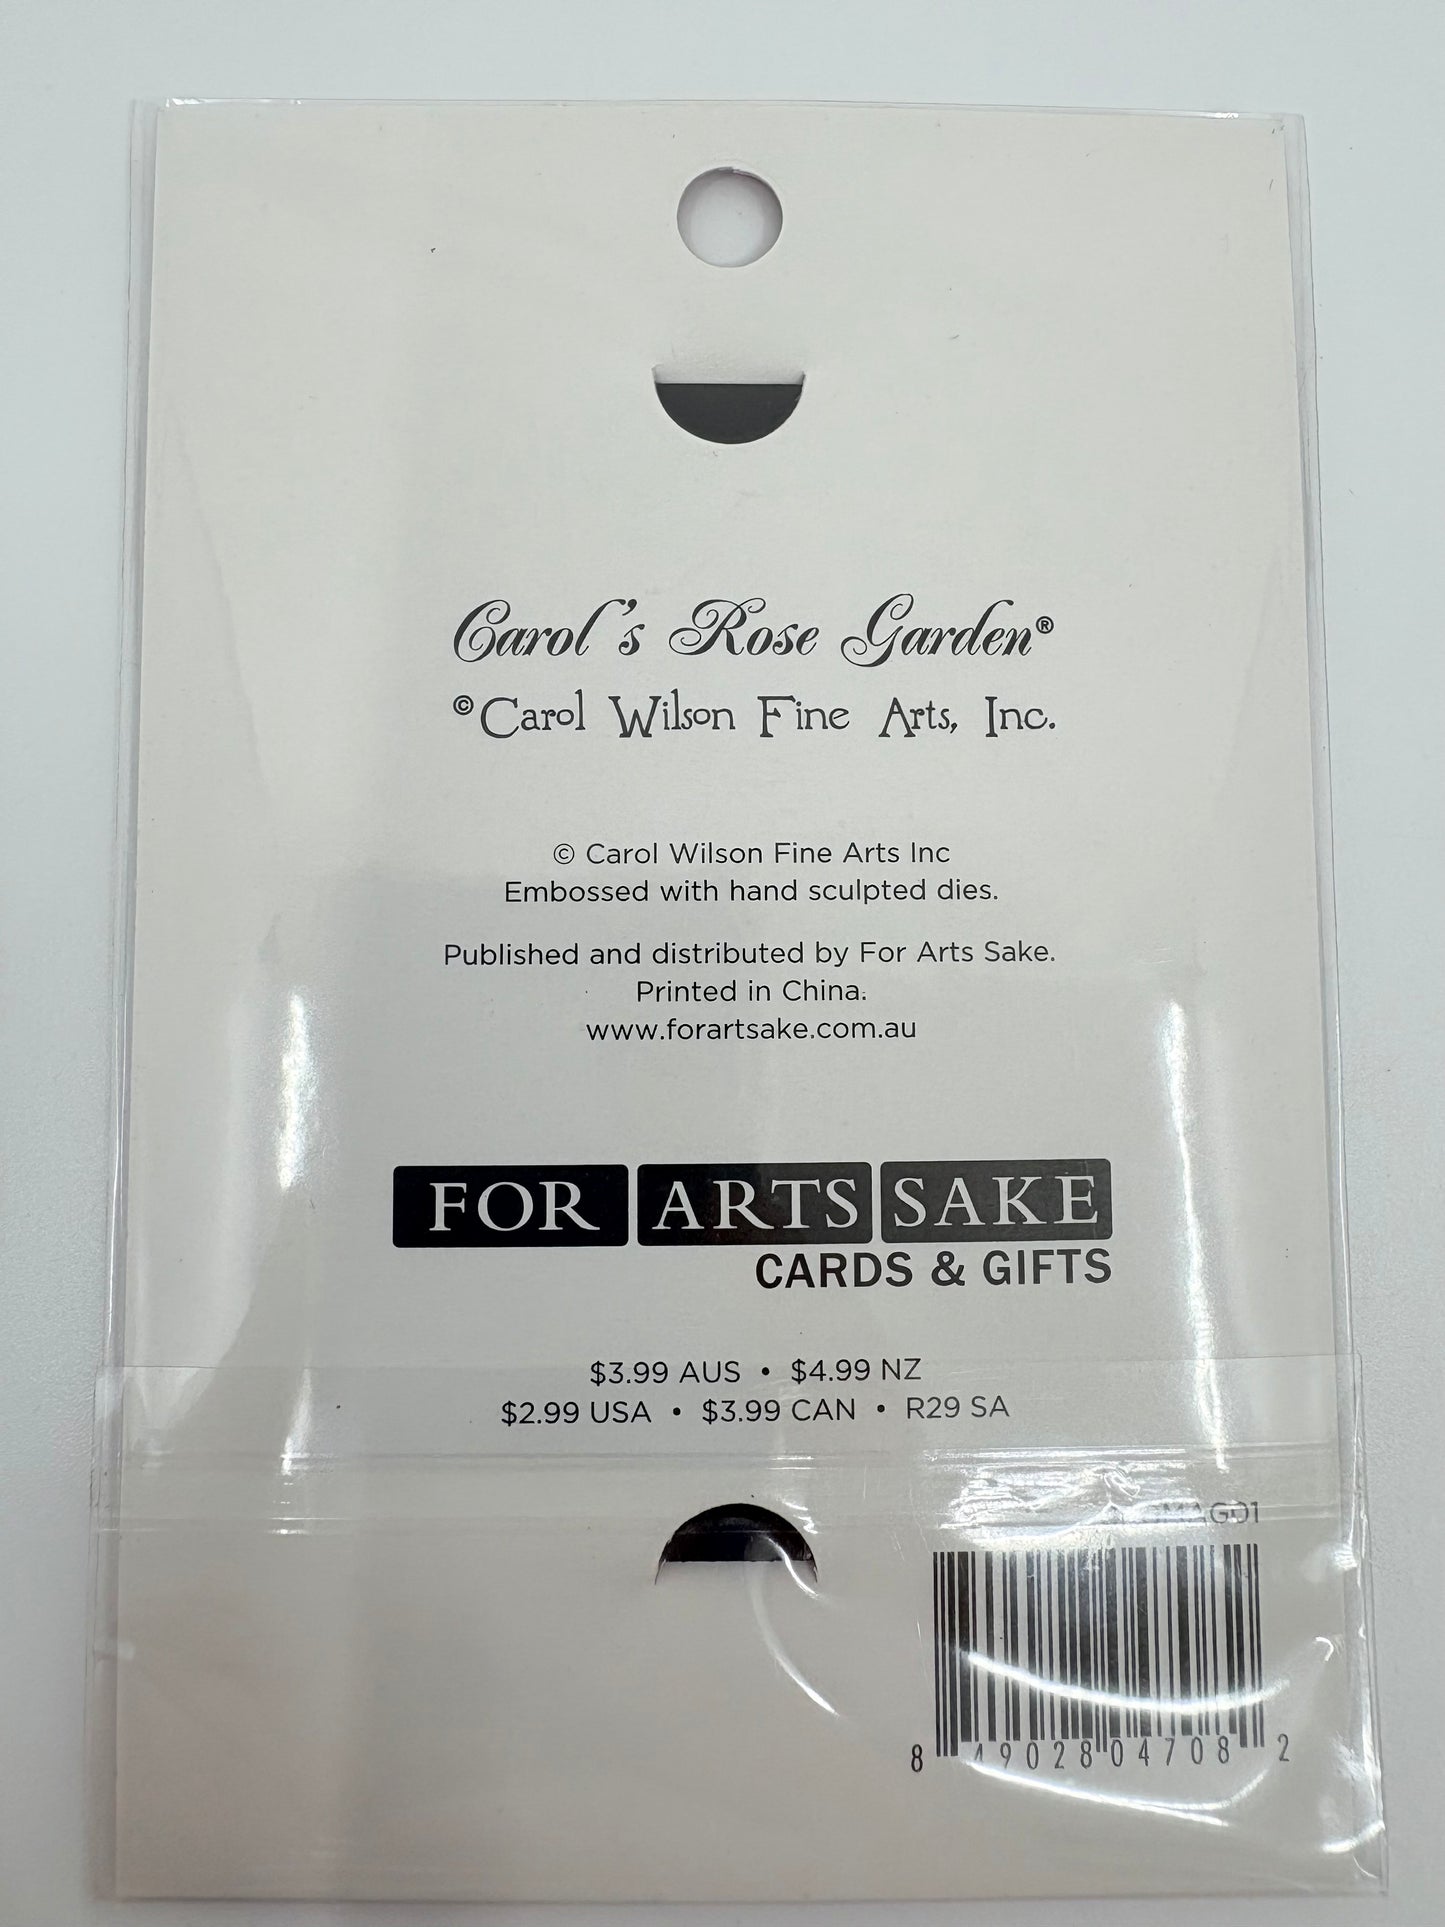 Carol's Rose Garden®
© Carol Wilson Fine Arts, Inc.
© Carol Wilson Fine Arts Inc
Embossed with hand sculpted dies.
Published and distributed by For Arts Sake.
Printed in China.
www.forartsake.com.au
FOR ARTS SAKE
CARDS & GIFTS
$3.99 AUS • $4.99 NZ
$2.99 USA • $3.99 CAN • R29 SA
8 49028 04708 2